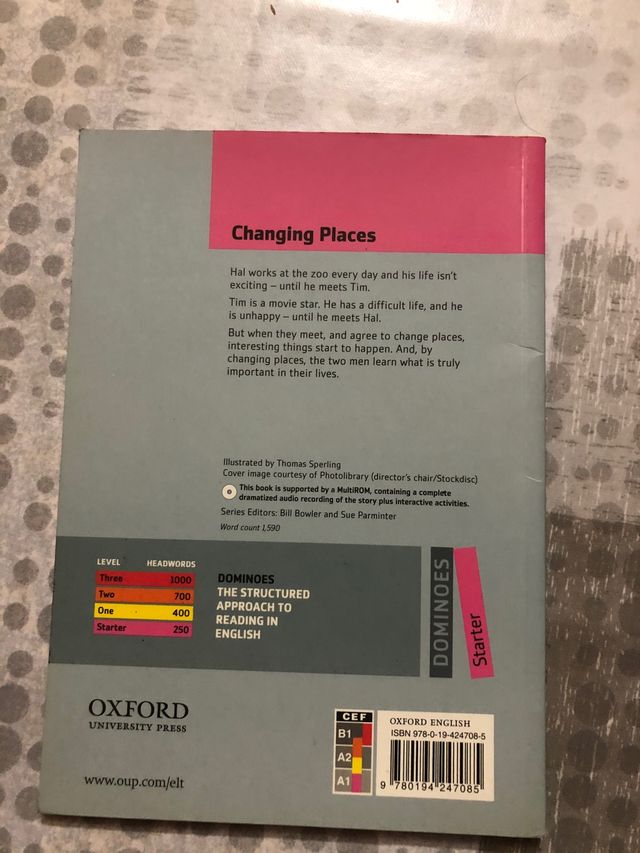 Changing Places
Hal works at the zoo every day and his life isn't
exciting – until he meets Tim.
Tim is a movie star. He has a difficult life, and he
is unhappy – until he meets Hal.
But when they meet, and agree to change places,
interesting things start to happen. And, by
changing places, the two men learn what is truly
important in their lives.
Illustrated by Thomas Sperling
Cover image courtesy of Photolibrary (director's chair/Stockdisc)
This book is supported by a MultiROM, containing a complete
dramatized audio recording of the story plus interactive activities.
Series Editors: Bill Bowler and Sue Parminter
Word count 1,590
LEVEL HEADWORDS
Three 1000
Two 700
One 400
Starter 250
DOMINOES
THE STRUCTURED
APPROACH TO
READING IN
ENGLISH
DOMINOES
Starter
OXFORD
UNIVERSITY PRESS
www.oup.com/elt
CEF
B1
A2
A1
OXFORD ENGLISH
ISBN 978-0-19-424708-5
9 780194 247085